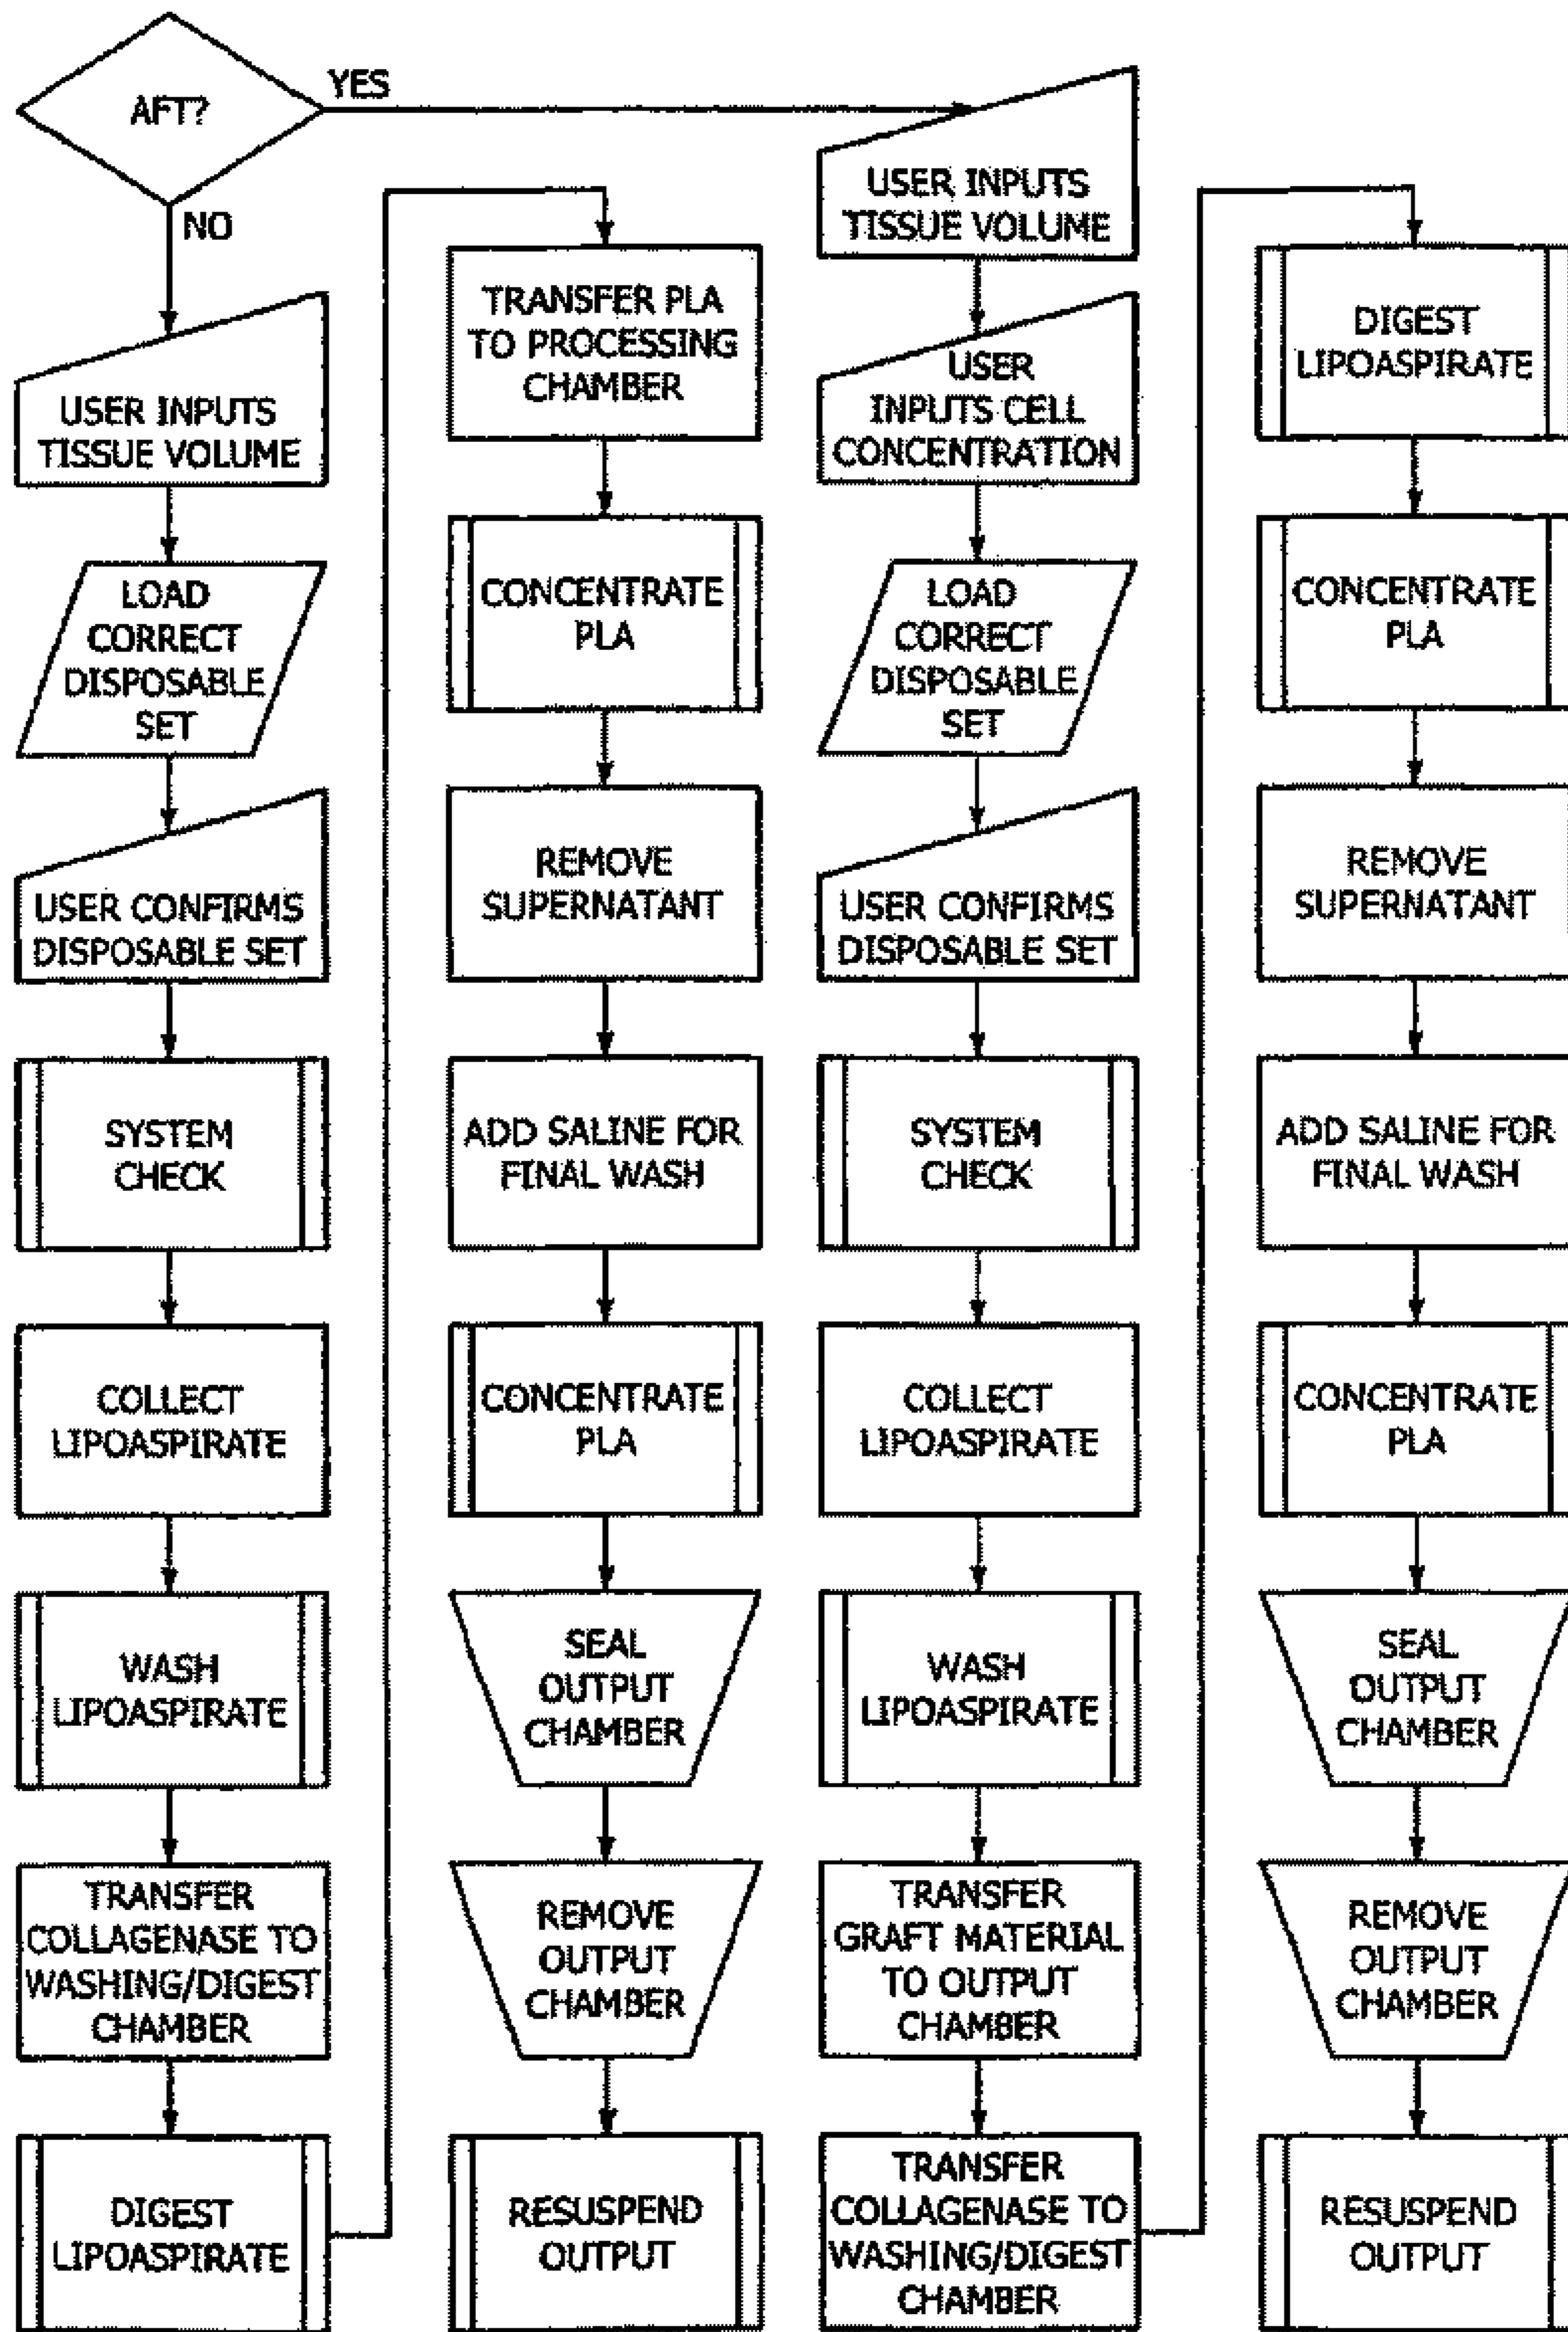 AFT?
YES
NO
USER INPUTS
TISSUE VOLUME
LOAD
CORRECT
DISPOSABLE
SET
USER CONFIRMS
DISPOSABLE SET
SYSTEM
CHECK
COLLECT
LIPOASPIRATE
WASH
LIPOASPIRATE
TRANSFER
COLLAGENASE TO
WASHING/DIGEST
CHAMBER
DIGEST
LIPOASPIRATE
TRANSFER PLA
TO PROCESSING
CHAMBER
CONCENTRATE
PLA
REMOVE
SUPERNATANT
ADD SALINE FOR
FINAL WASH
CONCENTRATE
PLA
SEAL
OUTPUT
CHAMBER
REMOVE
OUTPUT
CHAMBER
RESUSPEND
OUTPUT
USER INPUTS
TISSUE VOLUME
USER
INPUTS CELL
CONCENTRATION
LOAD
CORRECT
DISPOSABLE
SET
USER CONFIRMS
DISPOSABLE SET
SYSTEM
CHECK
COLLECT
LIPOASPIRATE
WASH
LIPOASPIRATE
TRANSFER
GRAFT MATERIAL
TO OUTPUT
CHAMBER
TRANSFER
COLLAGENASE TO
WASHING/DIGEST
CHAMBER
DIGEST
LIPOASPIRATE
CONCENTRATE
PLA
REMOVE
SUPERNATANT
ADD SALINE FOR
FINAL WASH
CONCENTRATE
PLA
SEAL
OUTPUT
CHAMBER
REMOVE
OUTPUT
CHAMBER
RESUSPEND
OUTPUT